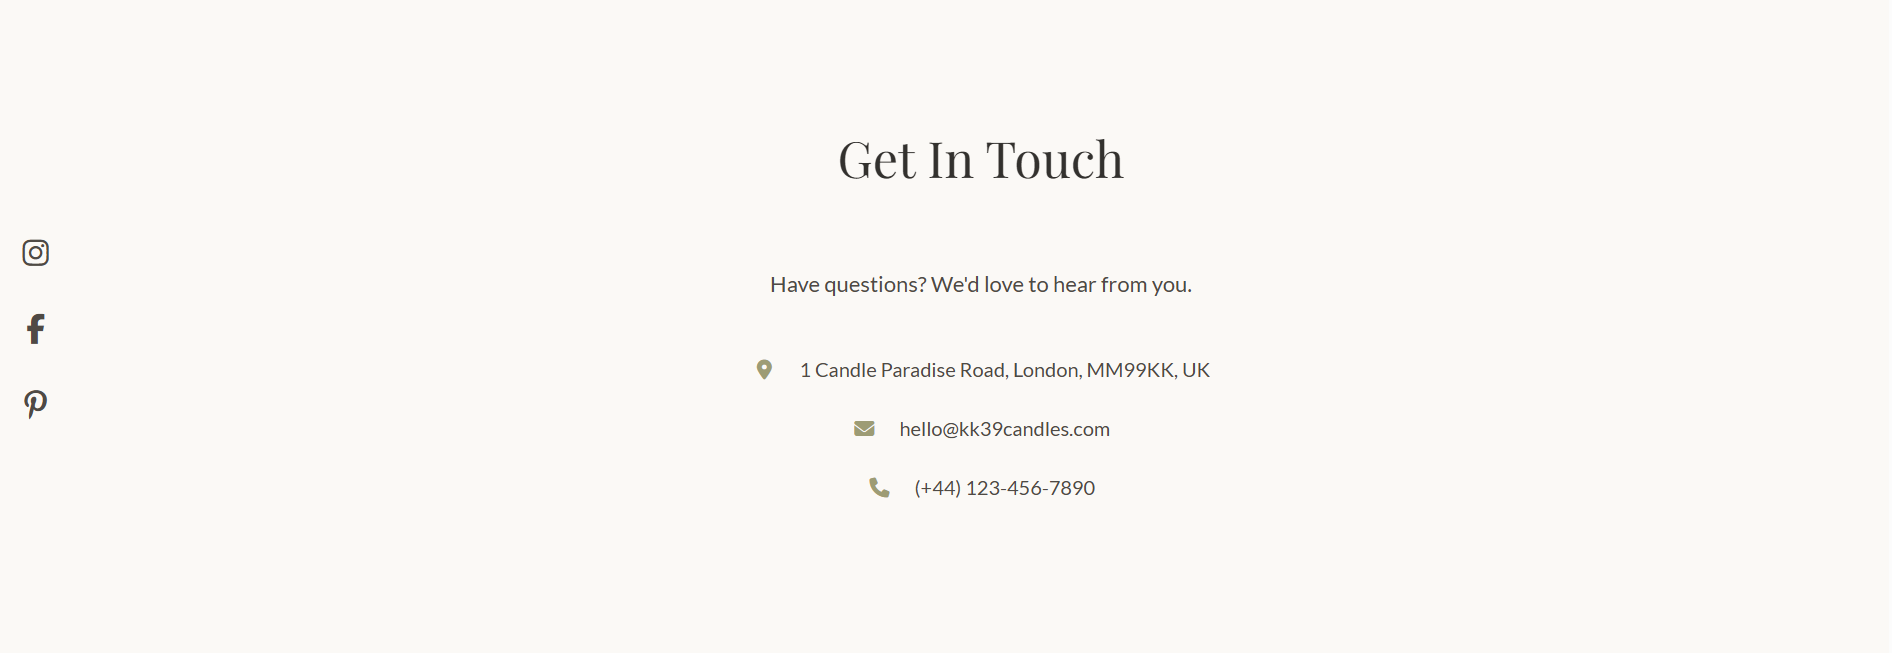 Get In Touch
Have questions? We'd love to hear from you.
1 Candle Paradise Road, London, MM99KK, UK
hello@kk39candles.com
(+44) 123-456-7890